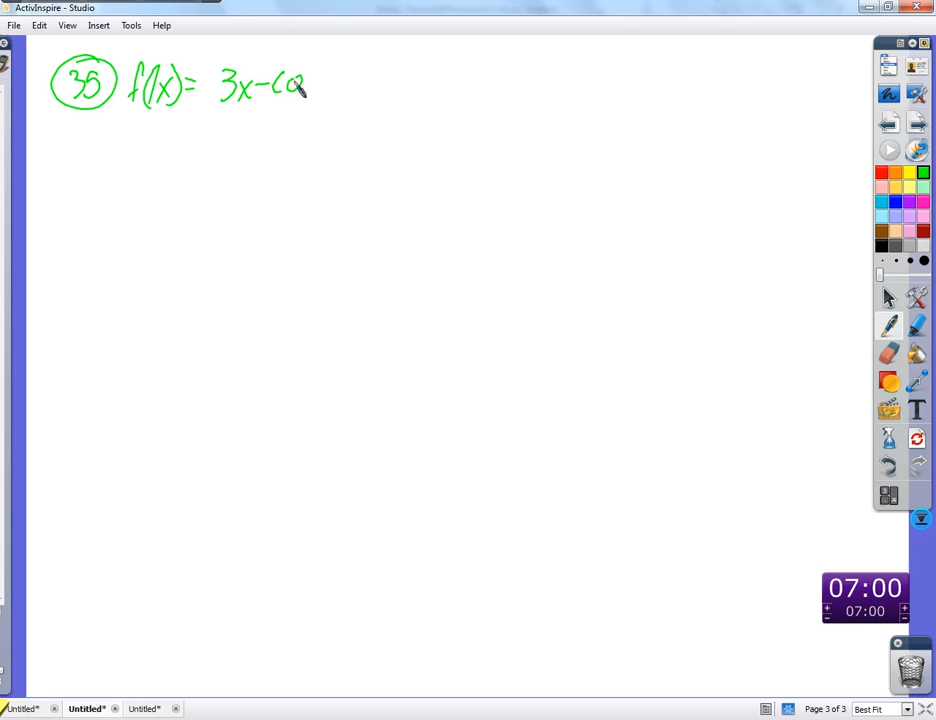 ActivInspire - Studio
File Edit View Insert Tools Help
35 f(x)= 3x-co
07:00
07:00
Untitled* Untitled* Untitled* Page 3 of 3 Best Fit